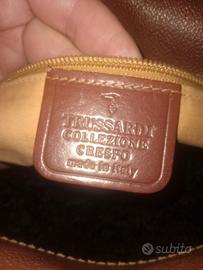 TRUSSARDI
COLLEZIONE
CRESPO
made in Italy
subito